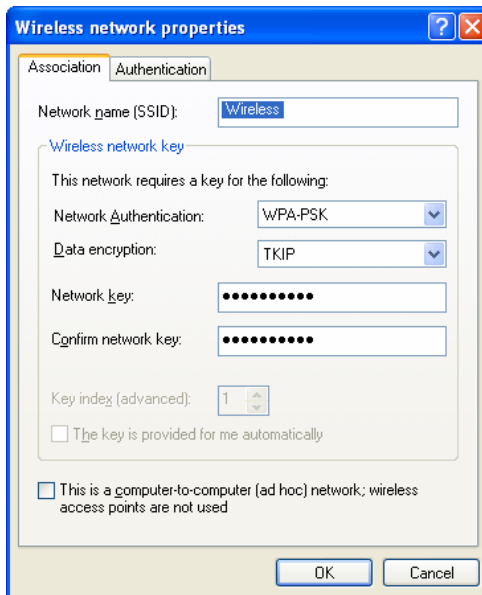 Wireless network properties
Association
Authentication
Network name (SSID):
Wireless
Wireless network key
This network requires a key for the following:
Network Authentication:
WPA-PSK
Data encryption:
TKIP
Network key:
••••••••••
Confirm network key:
••••••••••
Key index (advanced):
1
The key is provided for me automatically
This is a computer-to-computer (ad hoc) network; wireless
access points are not used
OK
Cancel